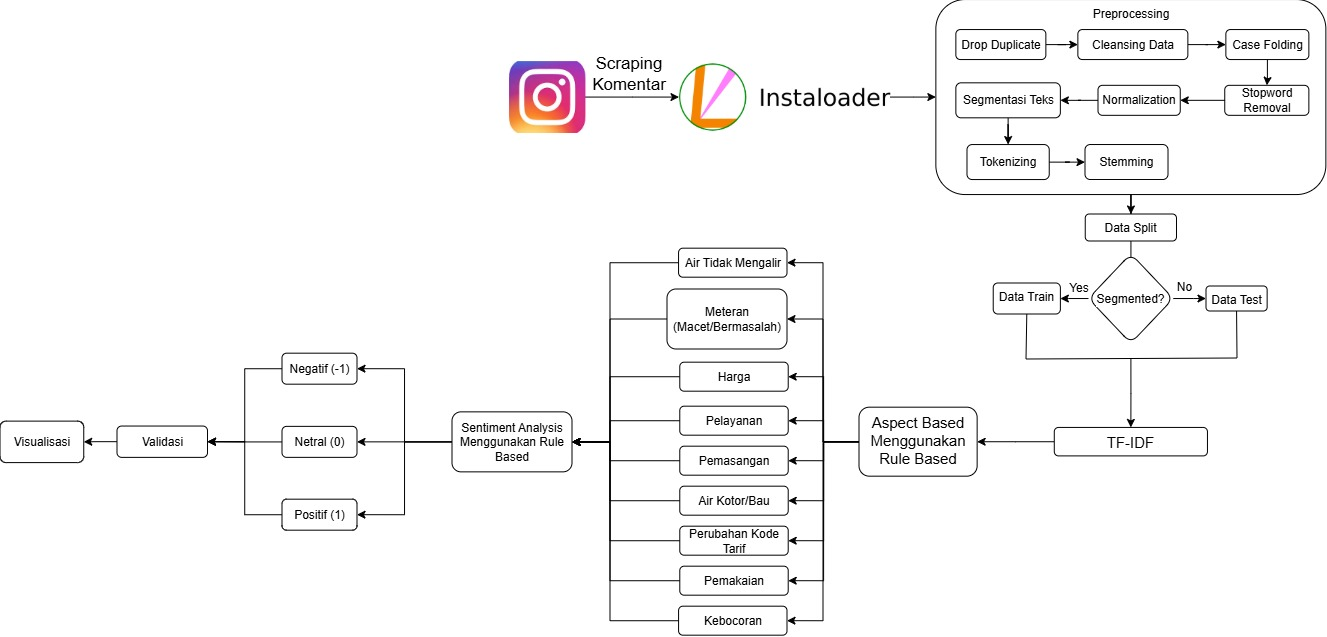 Scraping
Komentar
Instaloader
Preprocessing
Drop Duplicate
Cleansing Data
Case Folding
Stopword
Removal
Normalization
Segmentasi Teks
Tokenizing
Stemming
Data Split
Segmented?
Yes
No
Data Train
Data Test
TF-IDF
Aspect Based
Menggunakan
Rule Based
Air Tidak Mengalir
Meteran
(Macet/Bermasalah)
Harga
Pelayanan
Pemasangan
Air Kotor/Bau
Perubahan Kode
Tarif
Pemakaian
Kebocoran
Sentiment Analysis
Menggunakan Rule
Based
Negatif (-1)
Netral (0)
Positif (1)
Validasi
Visualisasi